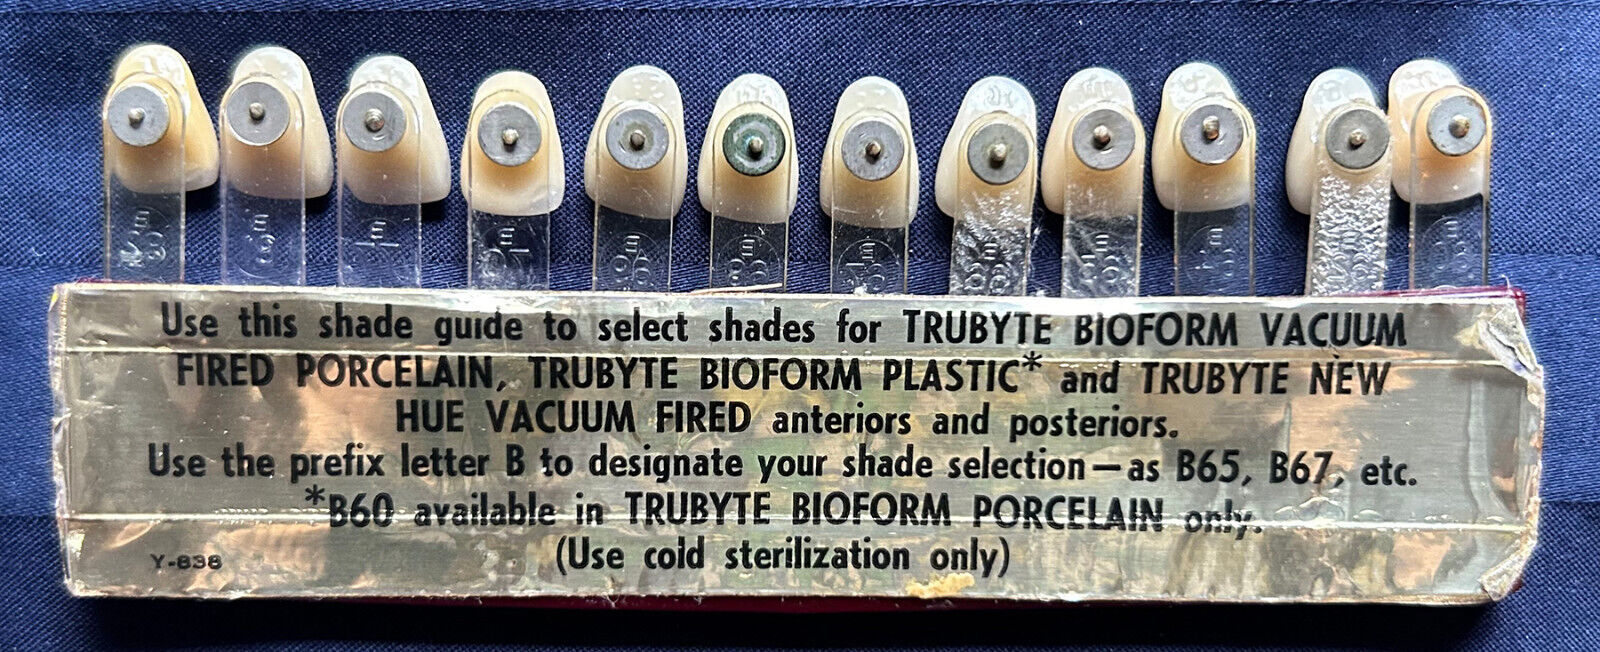 Use this shade guide to select shades for TRUBYTE BIOFORM VACUUM
FIRED PORCELAIN, TRUBYTE BIOFORM PLASTIC* and TRUBYTE NEW
HUE VACUUM FIRED anteriors and posteriors.
Use the prefix letter B to designate your shade selection—as B65, B67, etc.
*B60 available in TRUBYTE BIOFORM PORCELAIN only.
(Use cold sterilization only)
Y-838